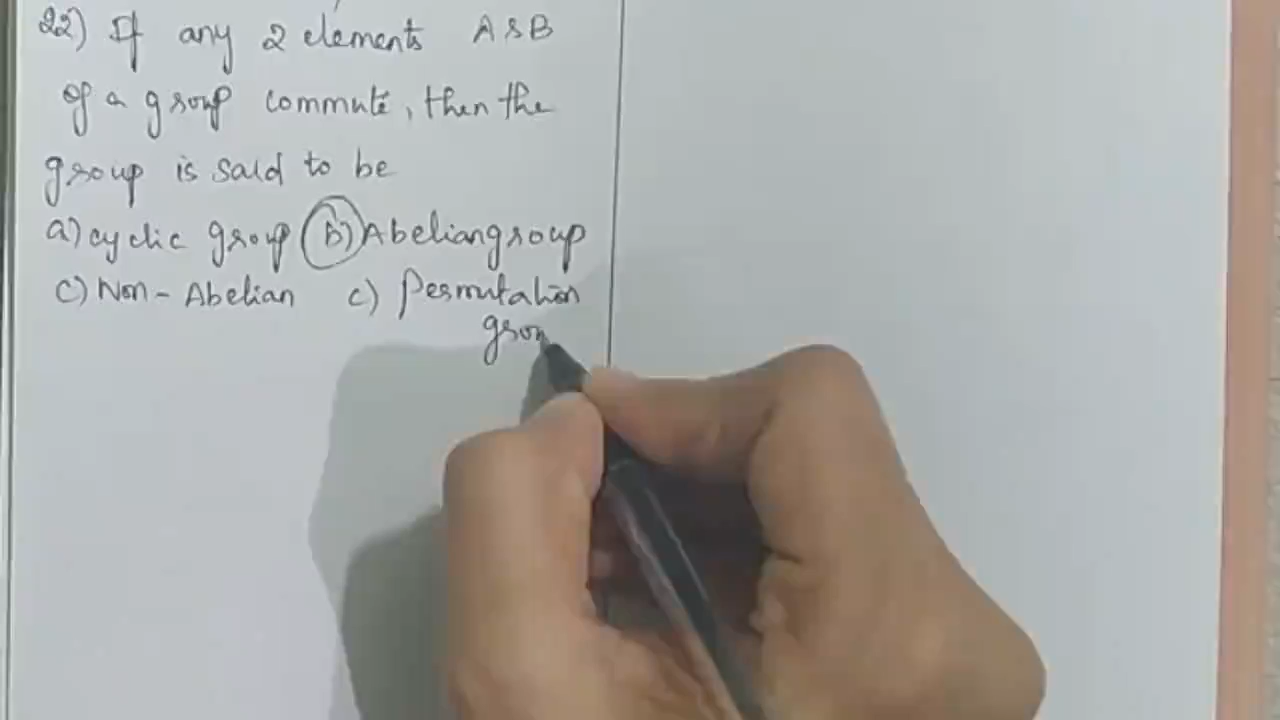 22) If any 2 elements A & B
of a group commute, then the
group is said to be
a) cyclic group b) Abelian group
c) Non-Abelian c) Permutation
grou